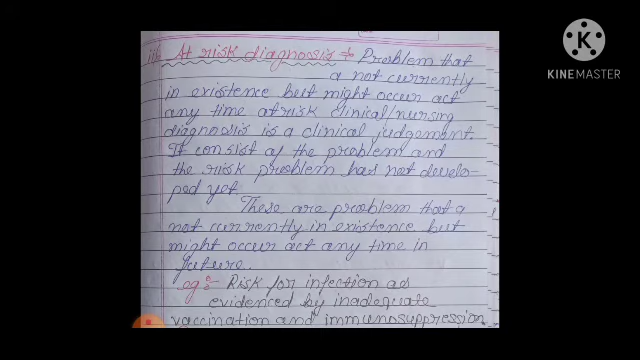 At risk diagnosis :- Problem that
a not currently
in existence but might occur act
any time at risk clinical/nursing
diagnosis is a clinical judgement.
It consist of the problem and
the risk problem has not develo-
ped yet.
These are problem that a
not currently in existence but
might occur act any time in
future.
eg:- Risk for infection as
evidenced by inadequate
vaccination and immunosuppression
KINEMASTER